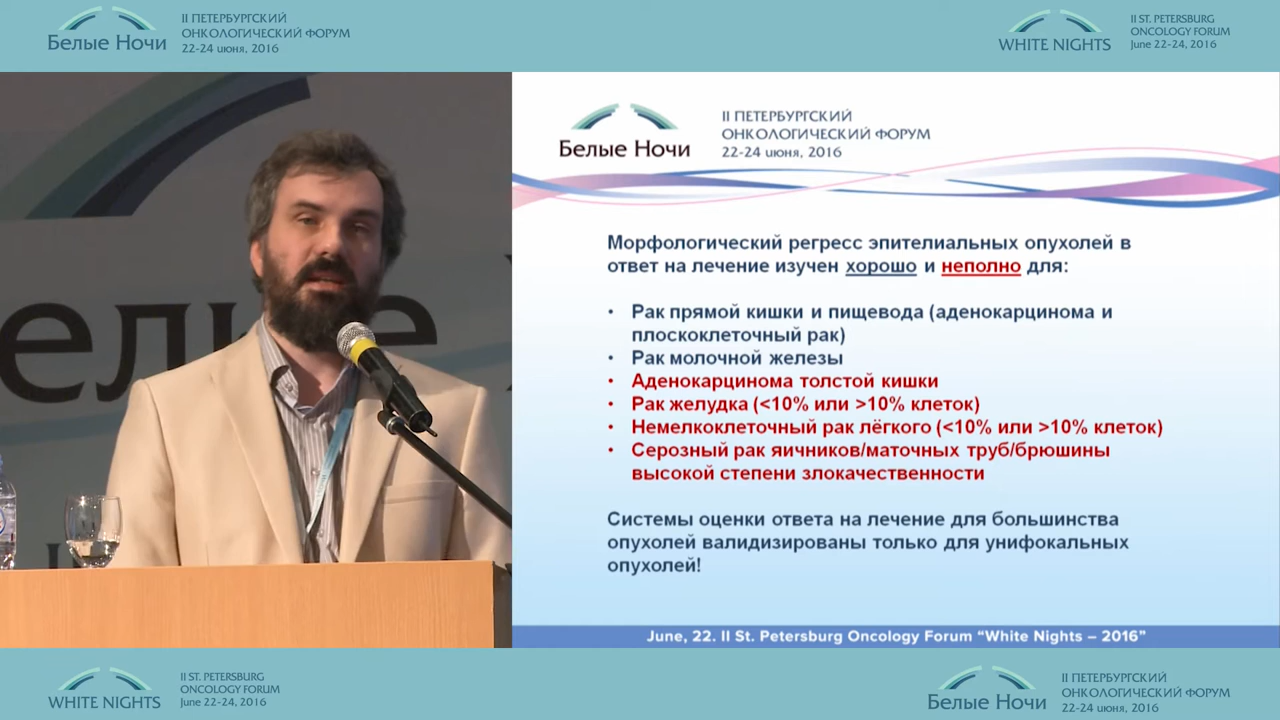 Белые Ночи
II ПЕТЕРБУРГСКИЙ
ОНКОЛОГИЧЕСКИЙ ФОРУМ
22-24 июня, 2016
WHITE NIGHTS
II ST. PETERSBURG
ONCOLOGY FORUM
June 22-24, 2016
Белые Ночи
II ПЕТЕРБУРГСКИЙ
ОНКОЛОГИЧЕСКИЙ ФОРУМ
22-24 июня, 2016
Морфологический регресс эпителиальных опухолей в
ответ на лечение изучен хорошо и неполно для:
• Рак прямой кишки и пищевода (аденокарцинома и
плоскоклеточный рак)
• Рак молочной железы
• Аденокарцинома толстой кишки
• Рак желудка (<10% или >10% клеток)
• Немелкоклеточный рак лёгкого (<10% или >10% клеток)
• Серозный рак яичников/маточных труб/брюшины
высокой степени злокачественности
Системы оценки ответа на лечение для большинства
опухолей валидизированы только для унифокальных
опухолей!
June, 22. II St. Petersburg Oncology Forum “White Nights – 2016”
WHITE NIGHTS
II ST. PETERSBURG
ONCOLOGY FORUM
June 22-24, 2016
Белые Ночи
II ПЕТЕРБУРГСКИЙ
ОНКОЛОГИЧЕСКИЙ ФОРУМ
22-24 июня, 2016